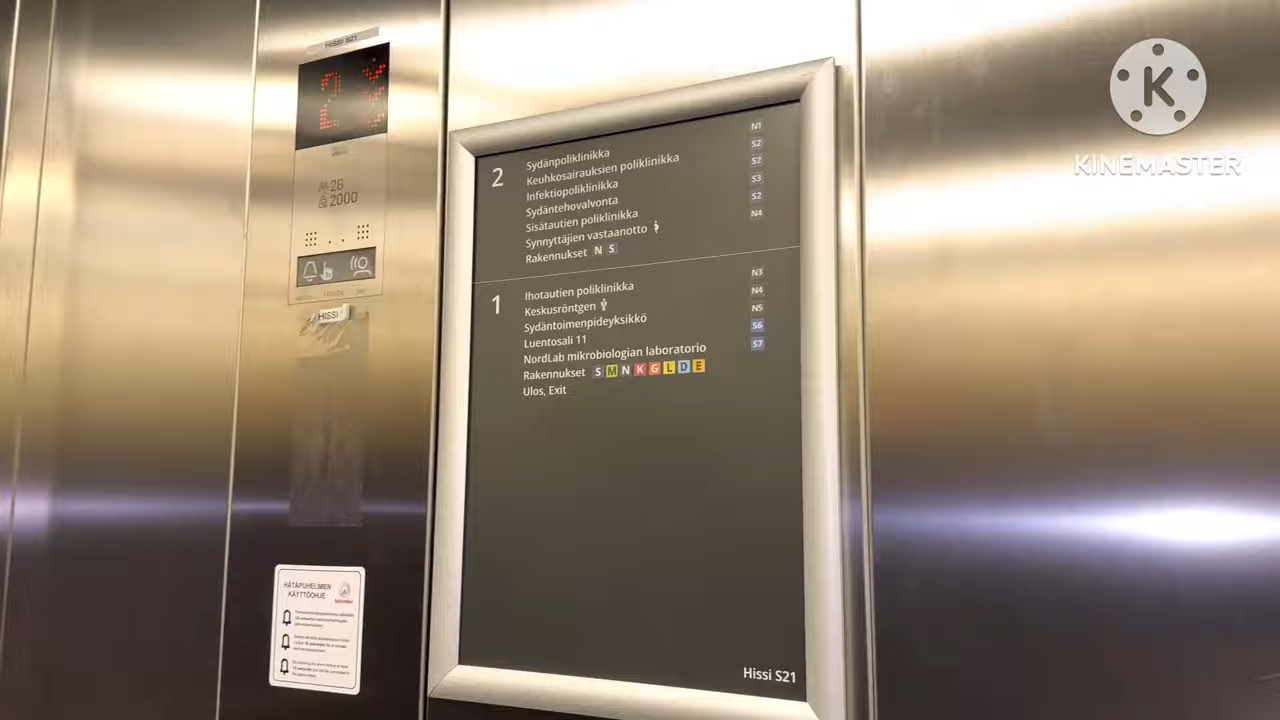 Hissi S21
2
26
2000
HISSI
HÄTÄPUHELIMEN
KÄYTTÖOHJE
Schindler
2
Sydänpoliklinikka N1
Keuhkosairauksien poliklinikka S2
Infektiopoliklinikka S2
Sydäntehovalvonta S3
Sisätautien poliklinikka S2
Synnyttäjien vastaanotto N4
Rakennukset N S
1
Ihotautien poliklinikka N3
Keskusröntgen N4
Sydäntoimenpideyksikkö N5
Luentosali 11 S6
NordLab mikrobiologian laboratorio S7
Rakennukset S M N K G L D E
Ulos, Exit
Hissi S21
K
KINEMASTER